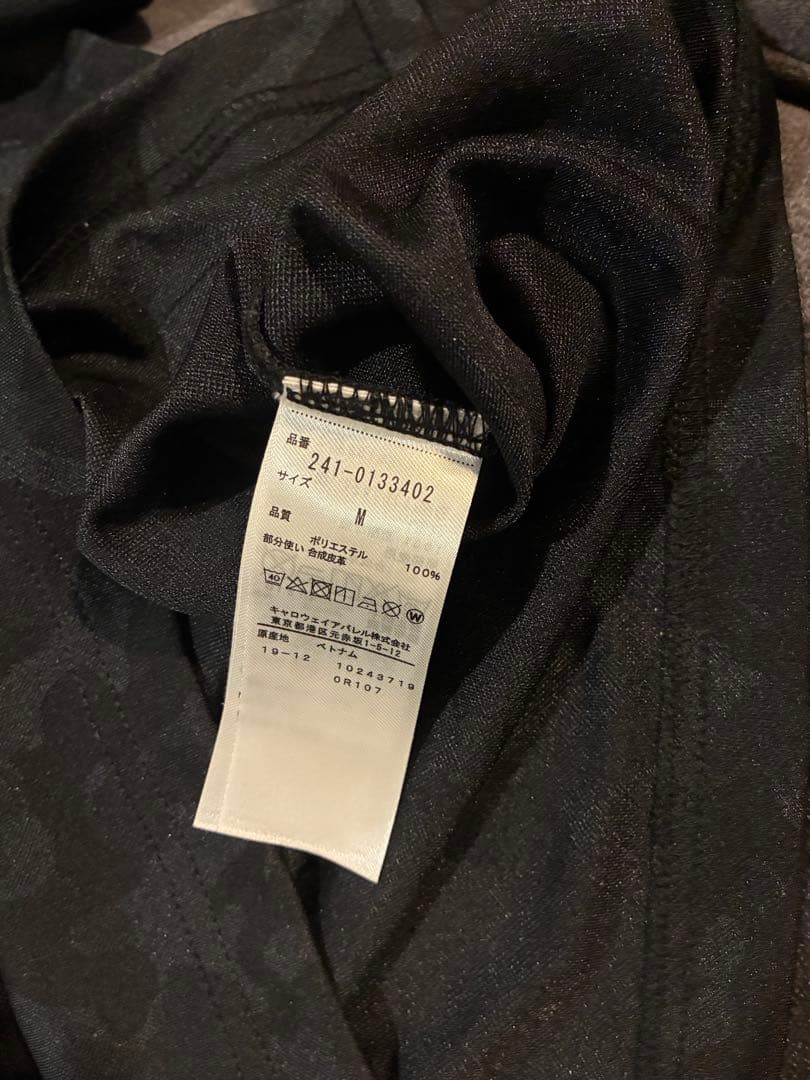 品番
241-0133402
サイズ
M
品質
ポリエステル 100%
部分使い 合成皮革
40 W
キャロウェイアパレル株式会社
東京都港区元赤坂1-5-12
原産地 ベトナム
19-12 10243719
0R107